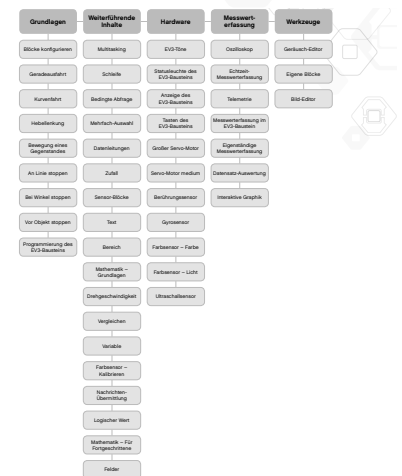 Grundlagen
Blöcke konfigurieren
Geradeausfahrt
Kurvenfahrt
Hebellenkung
Bewegung eines
Gegenstandes
An Linie stoppen
Bei Winkel stoppen
Vor Objekt stoppen
Programmierung des
EV3-Bausteins
Weiterführende
Inhalte
Multitasking
Schleife
Bedingte Abfrage
Mehrfach-Auswahl
Datenleitungen
Zufall
Sensor-Blöcke
Text
Bereich
Mathematik –
Grundlagen
Drehgeschwindigkeit
Vergleichen
Variable
Farbsensor –
Kalibrieren
Nachrichten-
Übermittlung
Logischer Wert
Mathematik – Für
Fortgeschrittene
Felder
Hardware
EV3-Töne
Statusleuchte des
EV3-Bausteins
Anzeige des
EV3-Bausteins
Tasten des
EV3-Bausteins
Großer Servo-Motor
Servo-Motor medium
Berührungssensor
Gyrosensor
Farbsensor – Farbe
Farbsensor – Licht
Ultraschallsensor
Messwert-
erfassung
Oszilloskop
Echtzeit-
Messwerterfassung
Telemetrie
Messwerterfassung im
EV3-Baustein
Eigenständige
Messwerterfassung
Datensatz-Auswertung
Interaktive Graphik
Werkzeuge
Geräusch-Editor
Eigene Blöcke
Bild-Editor